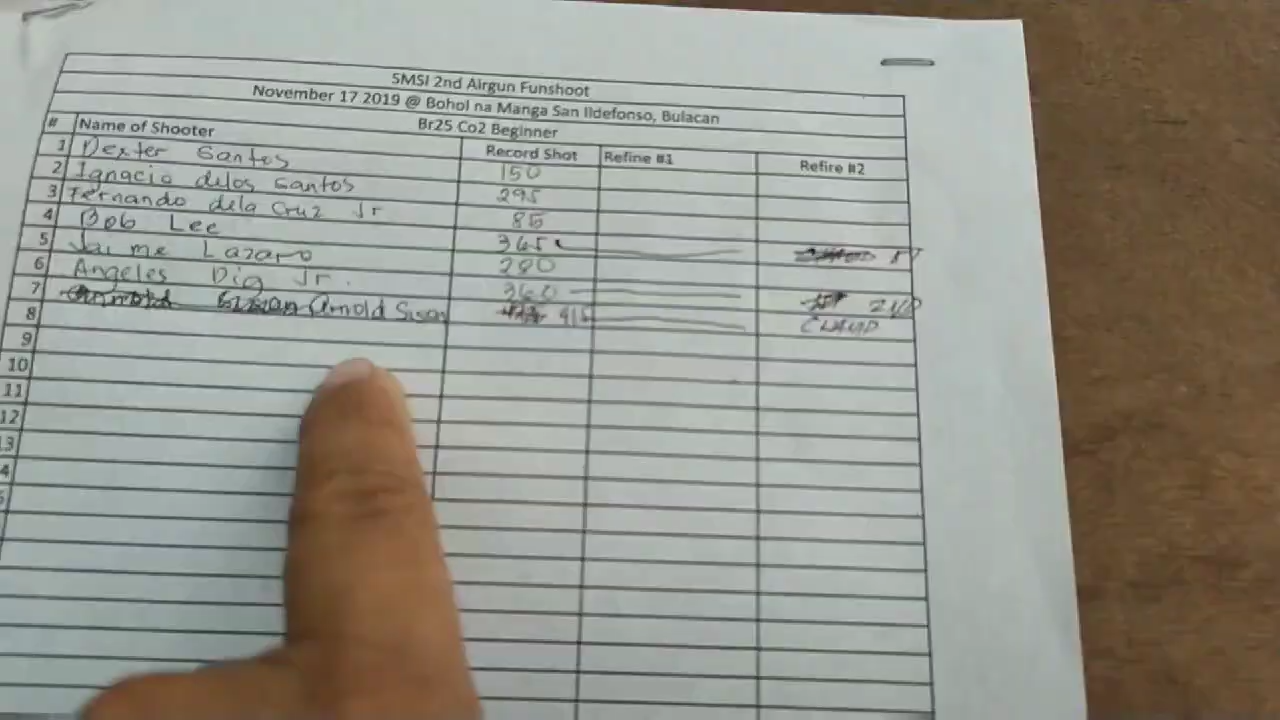 SMSI 2nd Airgun Funshoot
November 17 2019 @ Bohol na Manga San Ildefonso, Bulacan
Br25 Co2 Beginner
# Name of Shooter Record Shot Refine #1 Refire #2
1 Dexter Santos 150
2 Ignacio delos Santos 295
3 Fernando dela Cruz Jr 85
4 Bob Lee 365
5 Jaime Lazaro 280
6 Angeles Dig Jr. 360
7 Arnold Sison 415
8
9
10
11
12
13